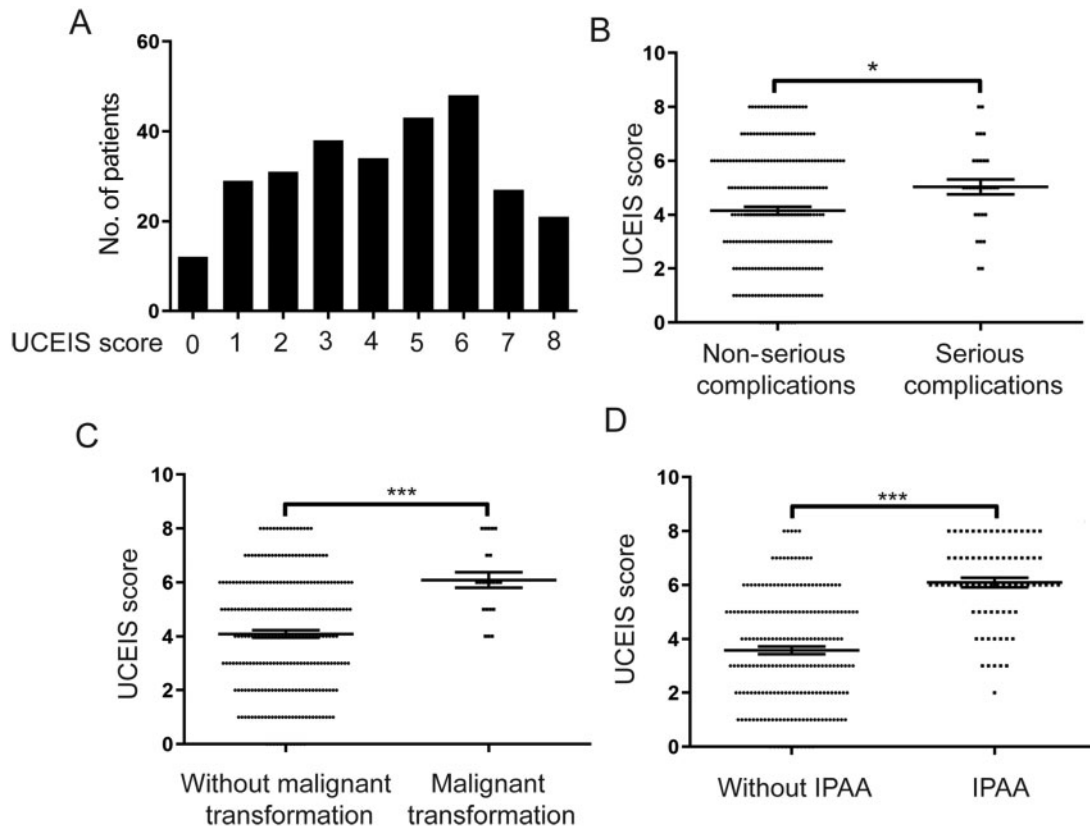 A
60
40
20
0
No. of patients
UCEIS score 0 1 2 3 4 5 6 7 8
B
10
8
6
4
2
0
UCEIS score
*
Non-serious
complications
Serious
complications
C
10
8
6
4
2
0
UCEIS score
***
Without malignant
transformation
Malignant
transformation
D
10
8
6
4
2
0
UCEIS score
***
Without IPAA
IPAA